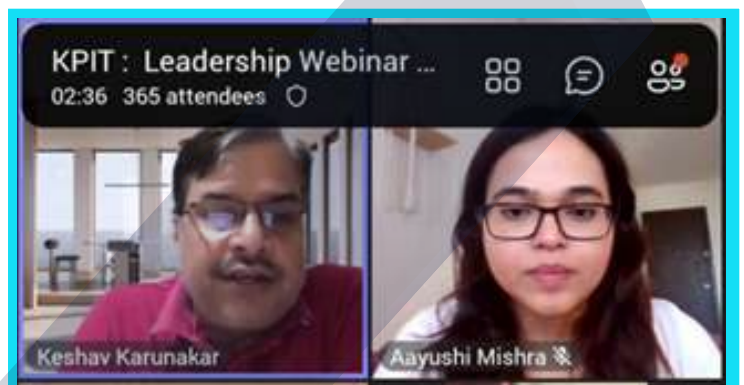 KPIT : Leadership Webinar ...
02:36 365 attendees
Keshav Karunakar
Aayushi Mishra